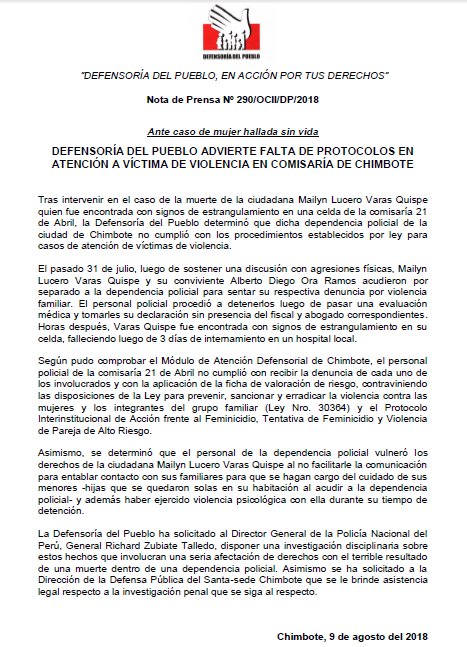 DEFENSORÍA DEL PUEBLO
"DEFENSORÍA DEL PUEBLO, EN ACCIÓN POR TUS DERECHOS"
Nota de Prensa Nº 290/OCII/DP/2018
Ante caso de mujer hallada sin vida
DEFENSORÍA DEL PUEBLO ADVIERTE FALTA DE PROTOCOLOS EN
ATENCIÓN A VÍCTIMA DE VIOLENCIA EN COMISARÍA DE CHIMBOTE
Tras intervenir en el caso de la muerte de la ciudadana Mailyn Lucero Varas Quispe
quien fue encontrada con signos de estrangulamiento en una celda de la comisaría 21
de Abril, la Defensoría del Pueblo determinó que dicha dependencia policial de la
ciudad de Chimbote no cumplió con los procedimientos establecidos por ley para
casos de atención de víctimas de violencia.
El pasado 31 de julio, luego de sostener una discusión con agresiones físicas, Mailyn
Lucero Varas Quispe y su conviviente Alberto Diego Ora Ramos acudieron por
separado a la dependencia policial para sentar su respectiva denuncia por violencia
familiar. El personal policial procedió a detenerlos luego de pasar una evaluación
médica y tomarles su declaración sin presencia del fiscal y abogado correspondientes.
Horas después, Varas Quispe fue encontrada con signos de estrangulamiento en su
celda, falleciendo luego de 3 días de internamiento en un hospital local.
Según pudo comprobar el Módulo de Atención Defensorial de Chimbote, el personal
policial de la comisaría 21 de Abril no cumplió con recibir la denuncia de cada uno de
los involucrados y con la aplicación de la ficha de valoración de riesgo, contraviniendo
las disposiciones de la Ley para prevenir, sancionar y erradicar la violencia contra las
mujeres y los integrantes del grupo familiar (Ley Nro. 30364) y el Protocolo
Interinstitucional de Acción frente al Feminicidio, Tentativa de Feminicidio y Violencia
de Pareja de Alto Riesgo.
Asimismo, se determinó que el personal de la dependencia policial vulneró los
derechos de la ciudadana Mailyn Lucero Varas Quispe al no facilitarle la comunicación
para entablar contacto con sus familiares para que se hagan cargo del cuidado de sus
menores -hijas que se quedaron solas en su habitación al acudir a la dependencia
policial- y además haber ejercido violencia psicológica con ella durante su tiempo de
detención.
La Defensoría del Pueblo ha solicitado al Director General de la Policía Nacional del
Perú, General Richard Zubiate Talledo, disponer una investigación disciplinaria sobre
estos hechos que involucran una seria afectación de derechos con el terrible resultado
de una muerte dentro de una dependencia policial. Asimismo se ha solicitado a la
Dirección de la Defensa Pública del Santa-sede Chimbote que se le brinde asistencia
legal respecto a la investigación penal que se siga al respecto.
Chimbote, 9 de agosto del 2018